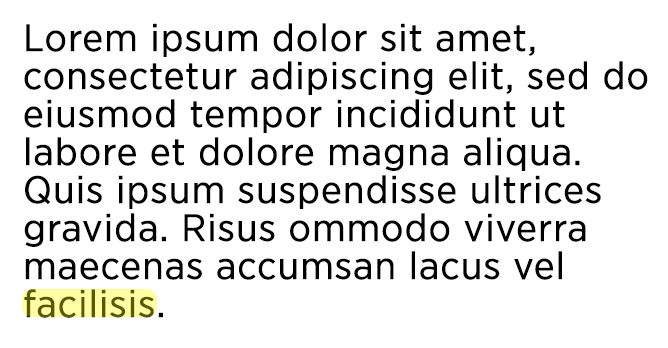 Lorem ipsum dolor sit amet,
consectetur adipiscing elit, sed do
eiusmod tempor incididunt ut
labore et dolore magna aliqua.
Quis ipsum suspendisse ultrices
gravida. Risus ommodo viverra
maecenas accumsan lacus vel
facilisis.